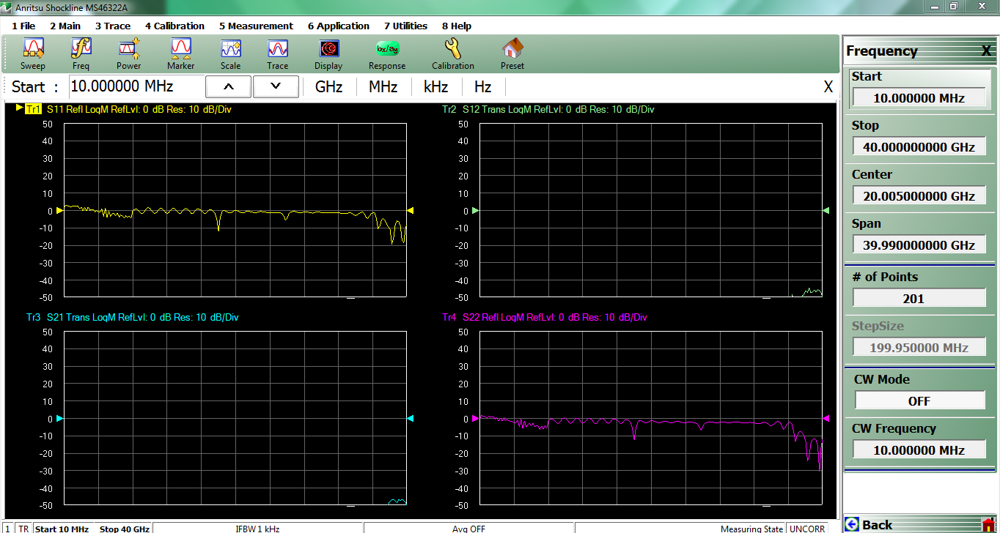 Anritsu Shockline MS46322A
1 File 2 Main 3 Trace 4 Calibration 5 Measurement 6 Application 7 Utilities 8 Help
Sweep Freq Power Marker Scale Trace Display Response Calibration Preset
Start : 10.000000 MHz GHz MHz kHz Hz X
Tr1 S11 Refl LogM RefLvl: 0 dB Res: 10 dB/Div
50
40
30
20
10
0
-10
-20
-30
-40
-50
Tr2 S12 Trans LogM RefLvl: 0 dB Res: 10 dB/Div
50
40
30
20
10
0
-10
-20
-30
-40
-50
Tr3 S21 Trans LogM RefLvl: 0 dB Res: 10 dB/Div
50
40
30
20
10
0
-10
-20
-30
-40
-50
Tr4 S22 Refl LogM RefLvl: 0 dB Res: 10 dB/Div
50
40
30
20
10
0
-10
-20
-30
-40
-50
1 TR Start 10 MHz Stop 40 GHz IFBW 1 kHz Avg OFF Measuring State UNCORR
Frequency X
Start
10.000000 MHz
Stop
40.000000000 GHz
Center
20.005000000 GHz
Span
39.990000000 GHz
# of Points
201
StepSize
199.950000 MHz
CW Mode
OFF
CW Frequency
10.000000 MHz
Back